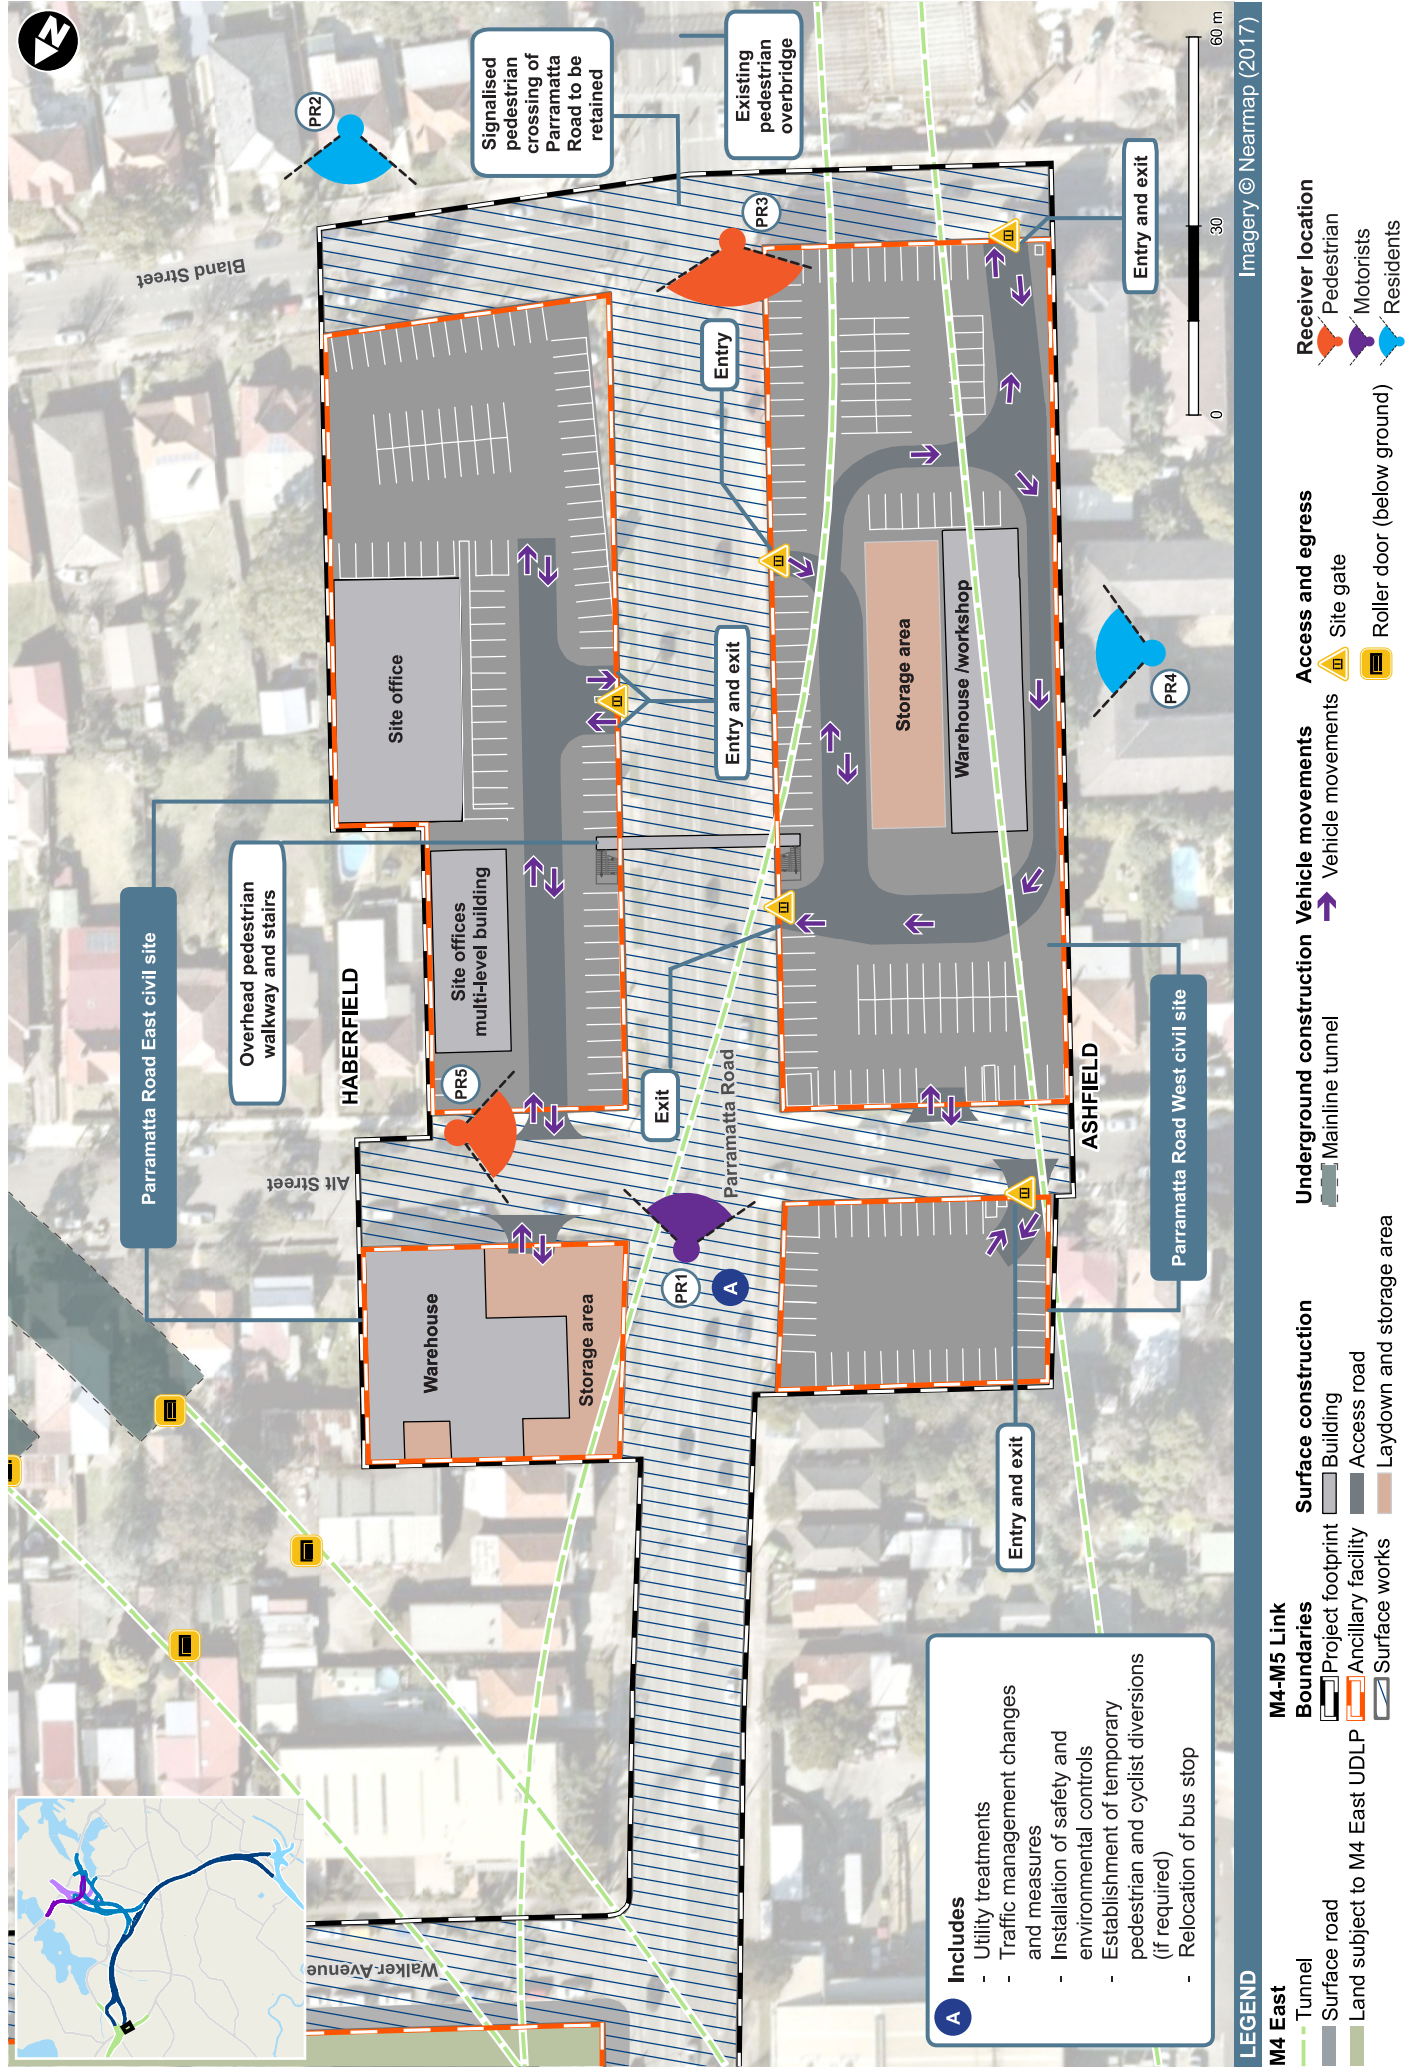 N
PR2
Signalised
pedestrian
crossing of
Parramatta
Road to be
retained
Existing
pedestrian
overbridge
Bland Street
PR3
Entry and exit
Entry
Entry and exit
Site office
Storage area
Warehouse /workshop
PR4
Parramatta Road East civil site
Overhead pedestrian
walkway and stairs
HABERFIELD
Site offices
multi-level building
PR5
Exit
Parramatta Road
ASHFIELD
Parramatta Road West civil site
Alt Street
PR1
A
Warehouse
Storage area
Entry and exit
Walker Avenue
A Includes
- Utility treatments
- Traffic management changes
and measures
- Installation of safety and
environmental controls
- Establishment of temporary
pedestrian and cyclist diversions
(if required)
- Relocation of bus stop
0 30 60 m
LEGEND
Imagery © Nearmap (2017)
M4 East
Tunnel
Surface road
Land subject to M4 East UDLP
M4-M5 Link
Boundaries
Project footprint
Ancillary facility
Surface works
Surface construction
Building
Access road
Laydown and storage area
Underground construction
Mainline tunnel
Vehicle movements
Vehicle movements
Access and egress
Site gate
Roller door (below ground)
Receiver location
Pedestrian
Motorists
Residents